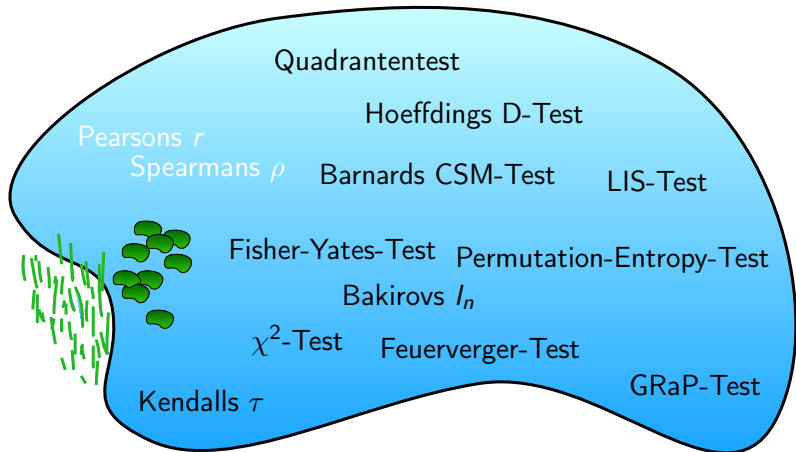 Quadrantentest
Hoeffdings D-Test
Pearsons r
Spearmans ρ
Barnards CSM-Test
LIS-Test
Fisher-Yates-Test
Permutation-Entropy-Test
Bakirovs Iₙ
χ²-Test
Feuerverger-Test
GRaP-Test
Kendalls τ